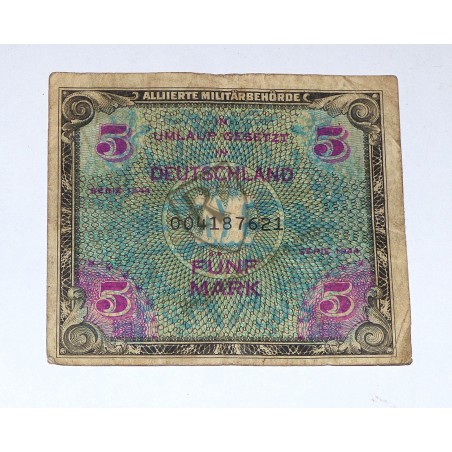 ALLIIERTE MILITÄRBEHÖRDE
IN
UMLAUF GESETZT
IN
DEUTSCHLAND
5 5
SERIE 1944
004187621
SERIE 1944
FÜNF
MARK
5 5